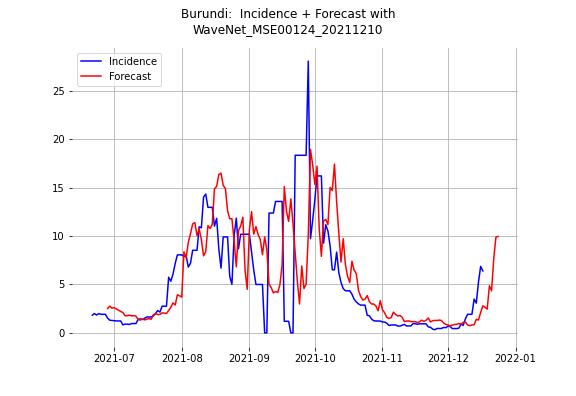 Burundi:  Incidence + Forecast with
WaveNet_MSE00124_20211210
Incidence
Forecast
25
20
15
10
5
0
2021-07 2021-08 2021-09 2021-10 2021-11 2021-12 2022-01